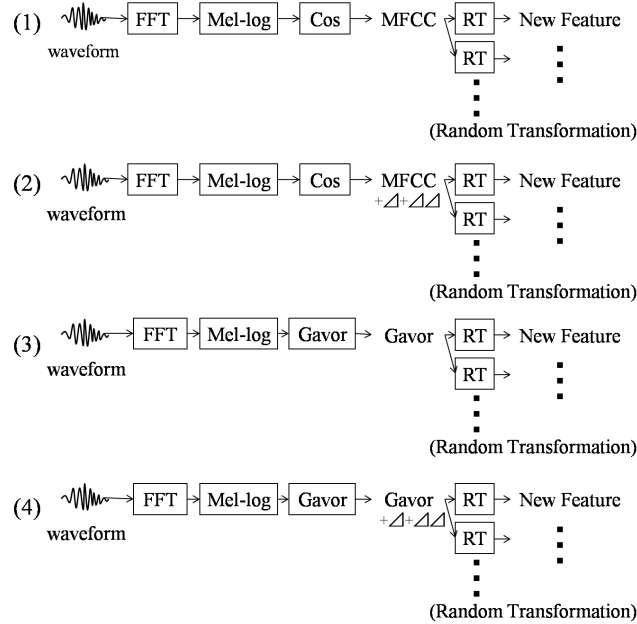 (1) FFT Mel-log Cos MFCC RT New Feature
waveform
RT
(Random Transformation)
(2) FFT Mel-log Cos MFCC RT New Feature
waveform +⊿+⊿⊿
RT
(Random Transformation)
(3) FFT Mel-log Gavor Gavor RT New Feature
waveform
RT
(Random Transformation)
(4) FFT Mel-log Gavor Gavor RT New Feature
waveform +⊿+⊿⊿
RT
(Random Transformation)